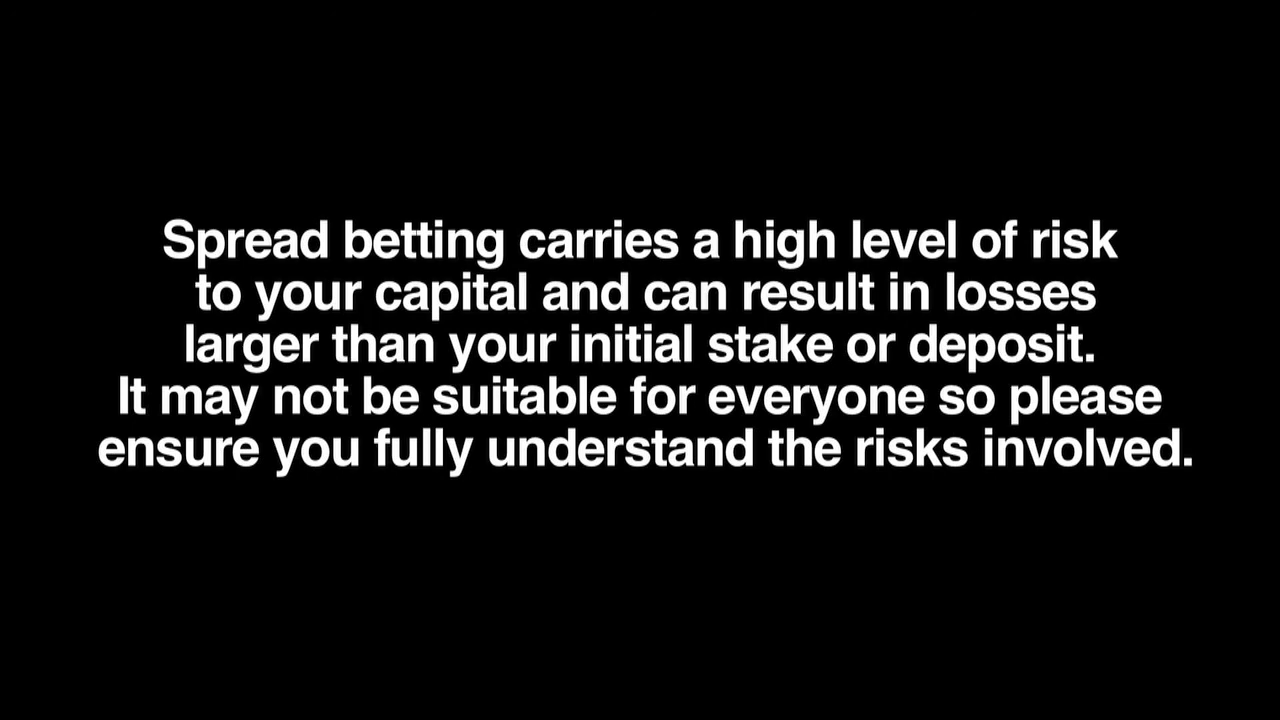 Spread betting carries a high level of risk
to your capital and can result in losses
larger than your initial stake or deposit.
It may not be suitable for everyone so please
ensure you fully understand the risks involved.